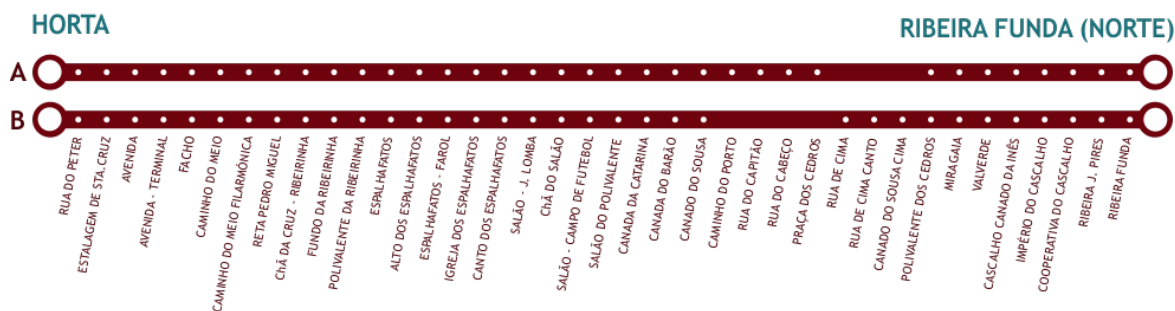 HORTA
RIBEIRA FUNDA (NORTE)
A
B
RUA DO PETER
ESTALAGEM DE STA. CRUZ
AVENIDA
AVENIDA - TERMINAL
FACHO
CAMINHO DO MEIO
CAMINHO DO MEIO FILARMÓNICA
RETA PEDRO MIGUEL
Chã DA CRUZ - RIBEIRINHA
FUNDO DA RIBEIRINHA
POLIVALENTE DA RIBEIRINHA
ESPALHAFATOS
ALTO DOS ESPALHAFATOS
ESPALHAFATOS - FAROL
IGREJA DOS ESPALHAFATOS
CANTO DOS ESPALHAFATOS
SALÃO - J. LOMBA
Chã DO SALÃO
SALÃO - CAMPO DE FUTEBOL
SALÃO DO POLIVALENTE
CANADA DA CATARINA
CANADA DO BARÃO
CANADO DO SOUSA
CAMINHO DO PORTO
RUA DO CAPITÃO
RUA DO CABEÇO
PRAÇA DOS CEDROS
RUA DE CIMA
RUA DE CIMA CANTO
CANADO DO SOUSA CIMA
POLIVALENTE DOS CEDROS
MIRAGAIA
VALVERDE
CASCALHO CANADO DA INÊS
IMPÉRIO DO CASCALHO
COOPERATIVA DO CASCALHO
RIBEIRA J. PIRES
RIBEIRA FUNDA